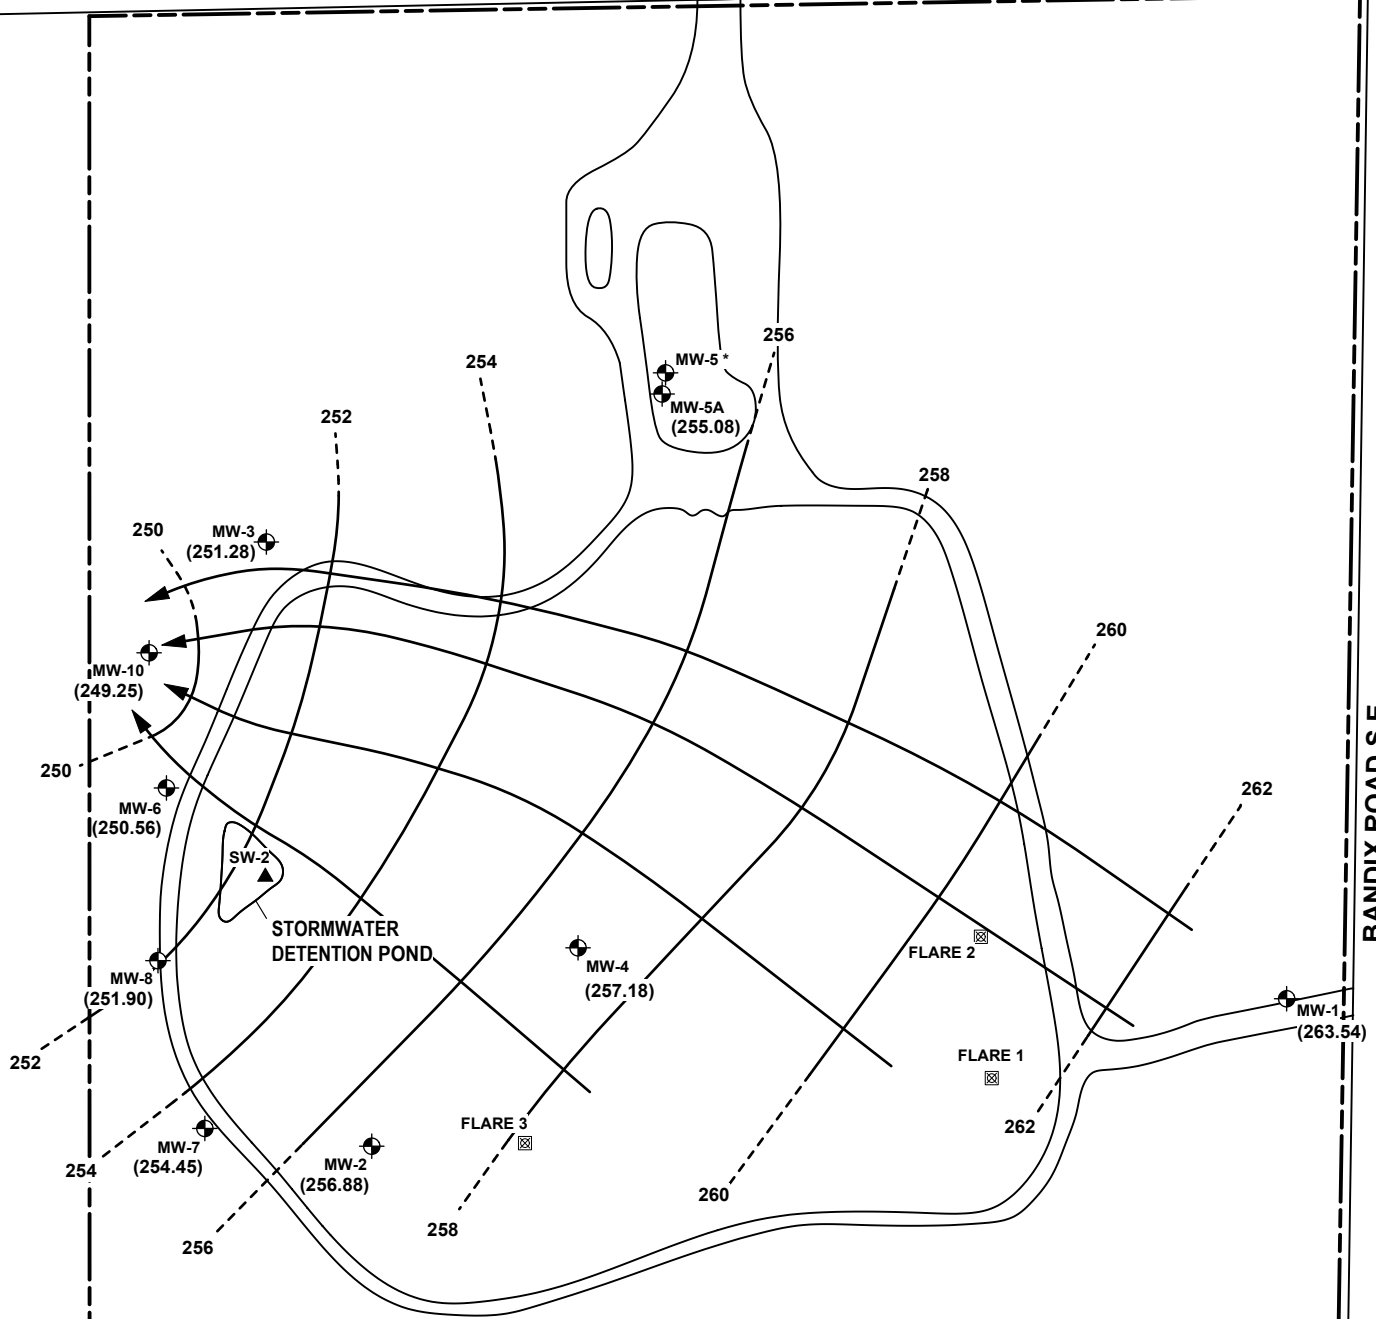 256
MW-5 *
254
MW-5A
(255.08)
252
258
250
MW-3
(251.28)
260
MW-10
(249.25)
BANDIX ROAD S.E.
250
262
MW-6
(250.56)
SW-2
STORMWATER
DETENTION POND
FLARE 2
MW-4
(257.18)
MW-8
(251.90)
MW-1
(263.54)
252
FLARE 1
FLARE 3
262
MW-7
(254.45)
254
MW-2
(256.88)
260
258
256